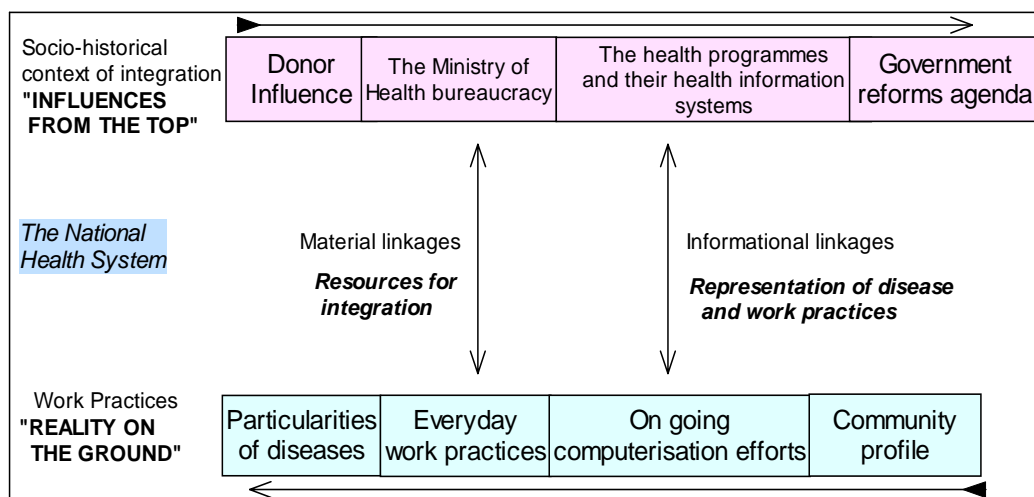 Socio-historical
context of integration
"INFLUENCES
FROM THE TOP"
Donor
Influence
The Ministry of
Health bureaucracy
The health programmes
and their health information
systems
Government
reforms agenda
The National
Health System
Material linkages
Resources for
integration
Informational linkages
Representation of disease
and work practices
Work Practices
"REALITY ON
THE GROUND"
Particularities
of diseases
Everyday
work practices
On going
computerisation efforts
Community
profile